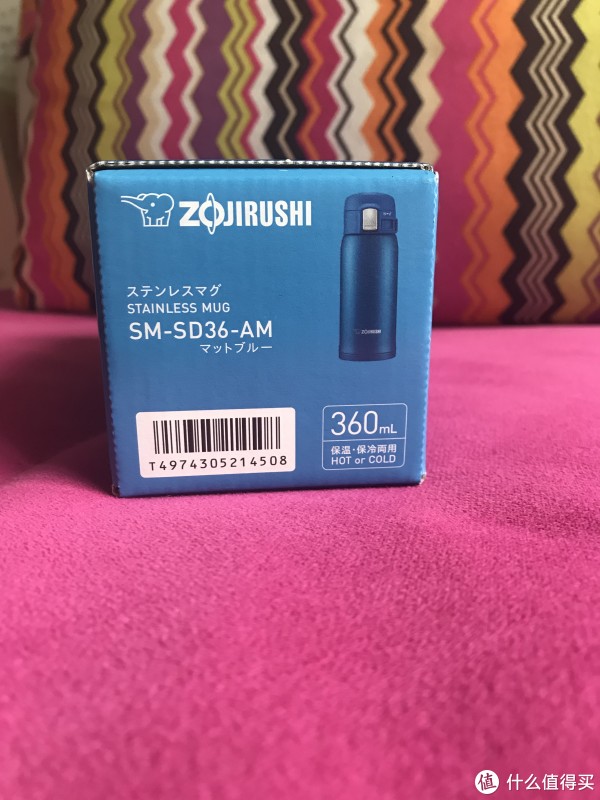 ZOJIRUSHI
ステンレスマグ
STAINLESS MUG
SM-SD36-AM
マットブルー
ZOJIRUSHI
T4974305214508
360mL
保温・保冷両用
HOT or COLD
值 什么值得买